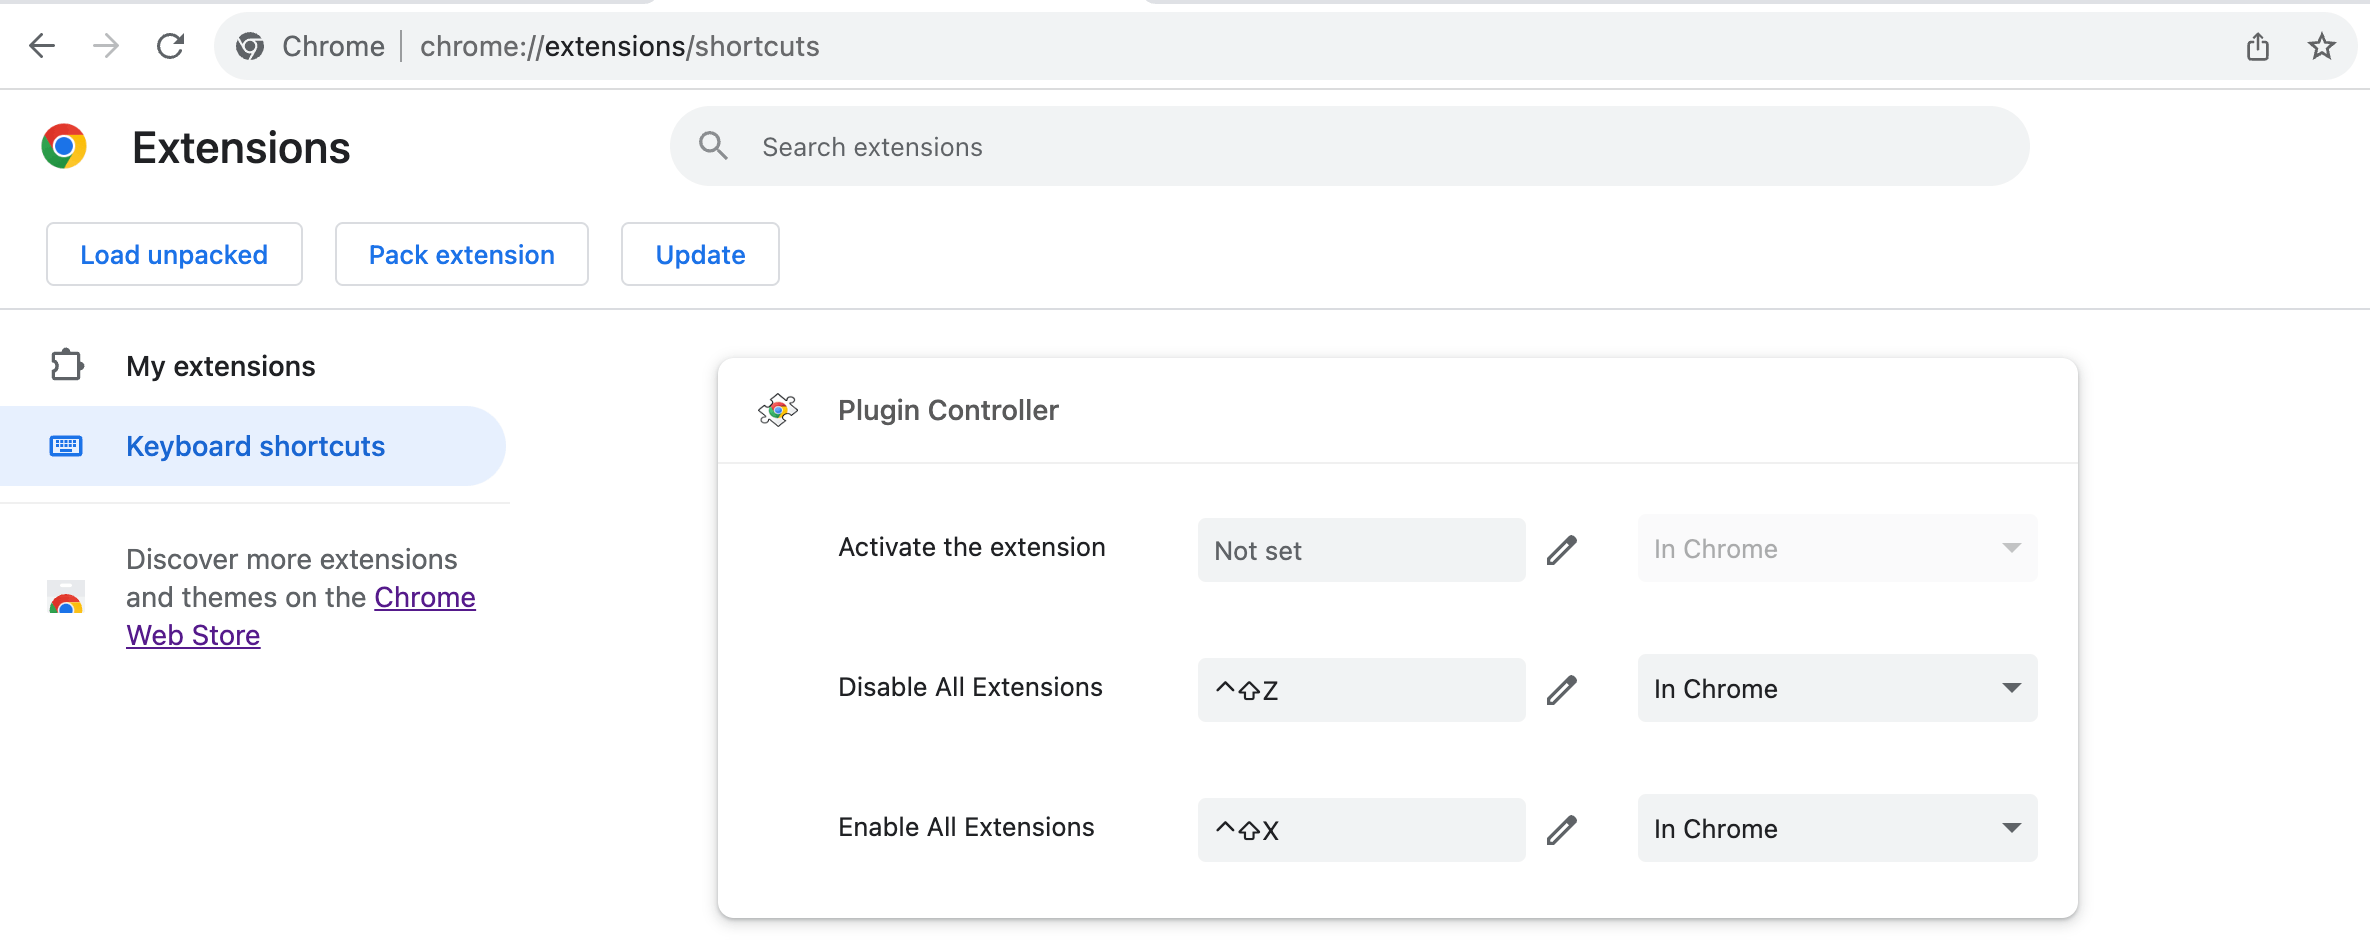 Chrome | chrome://extensions/shortcuts
Extensions
Search extensions
Load unpacked
Pack extension
Update
My extensions
Keyboard shortcuts
Discover more extensions
and themes on the Chrome
Web Store
Plugin Controller
Activate the extension
Not set
In Chrome
Disable All Extensions
^⇧Z
In Chrome
Enable All Extensions
^⇧X
In Chrome